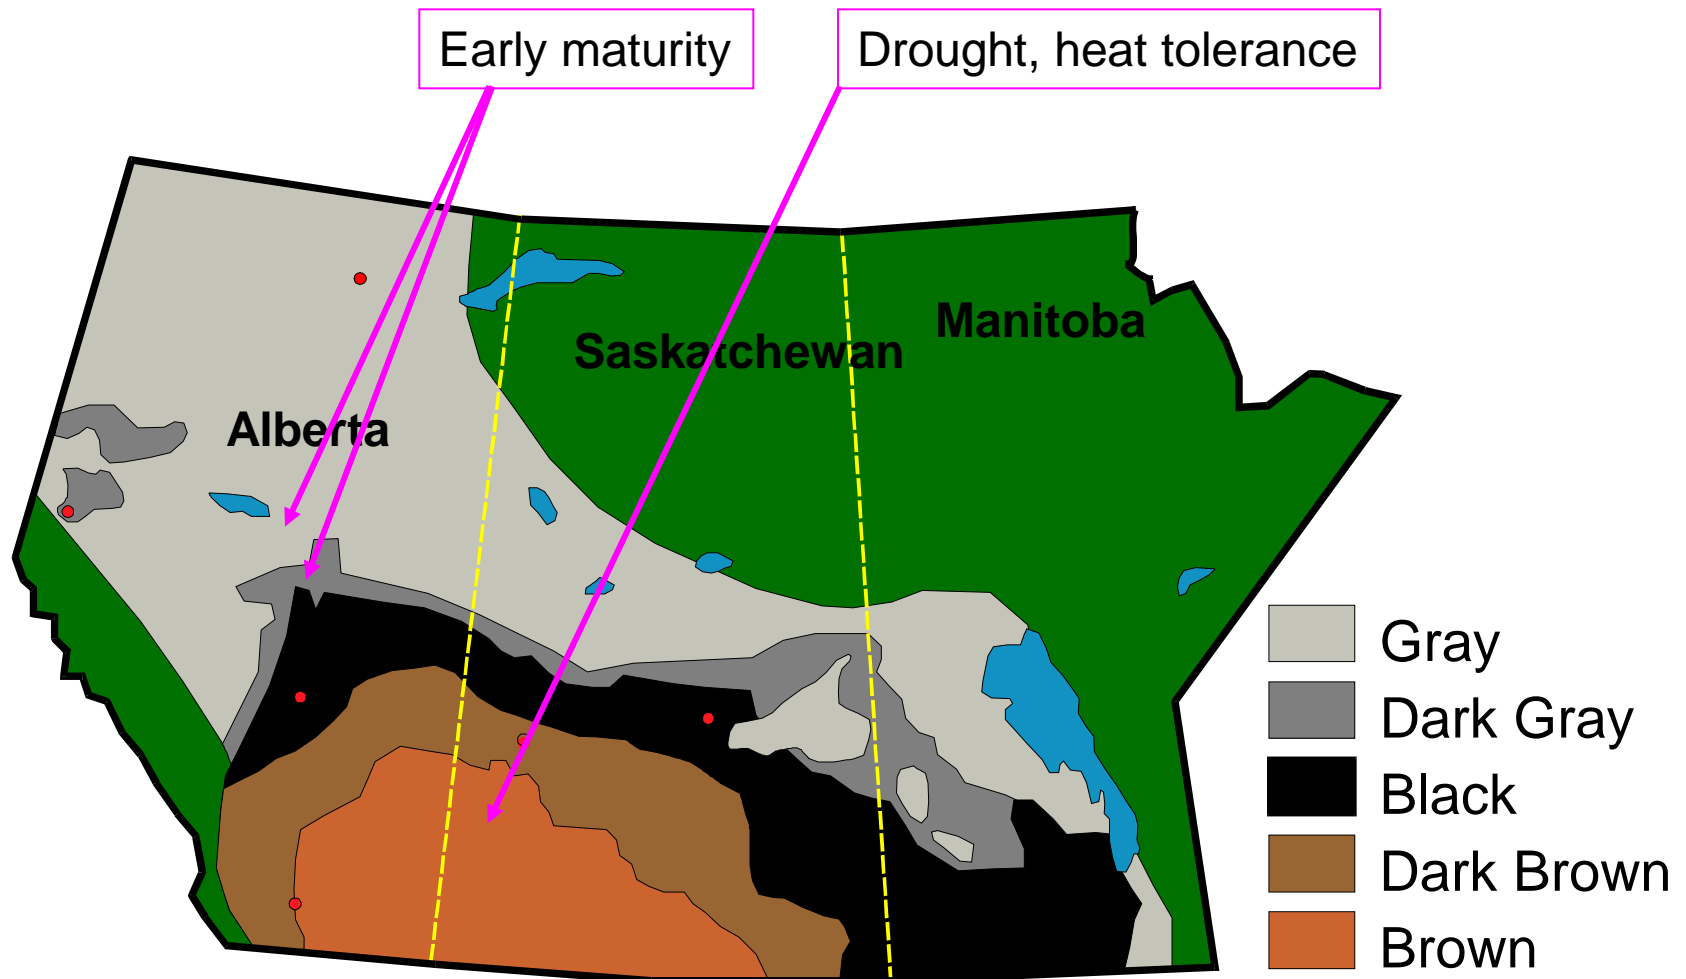 Early maturity
Drought, heat tolerance
Manitoba
Saskatchewan
Alberta
Gray
Dark Gray
Black
Dark Brown
Brown